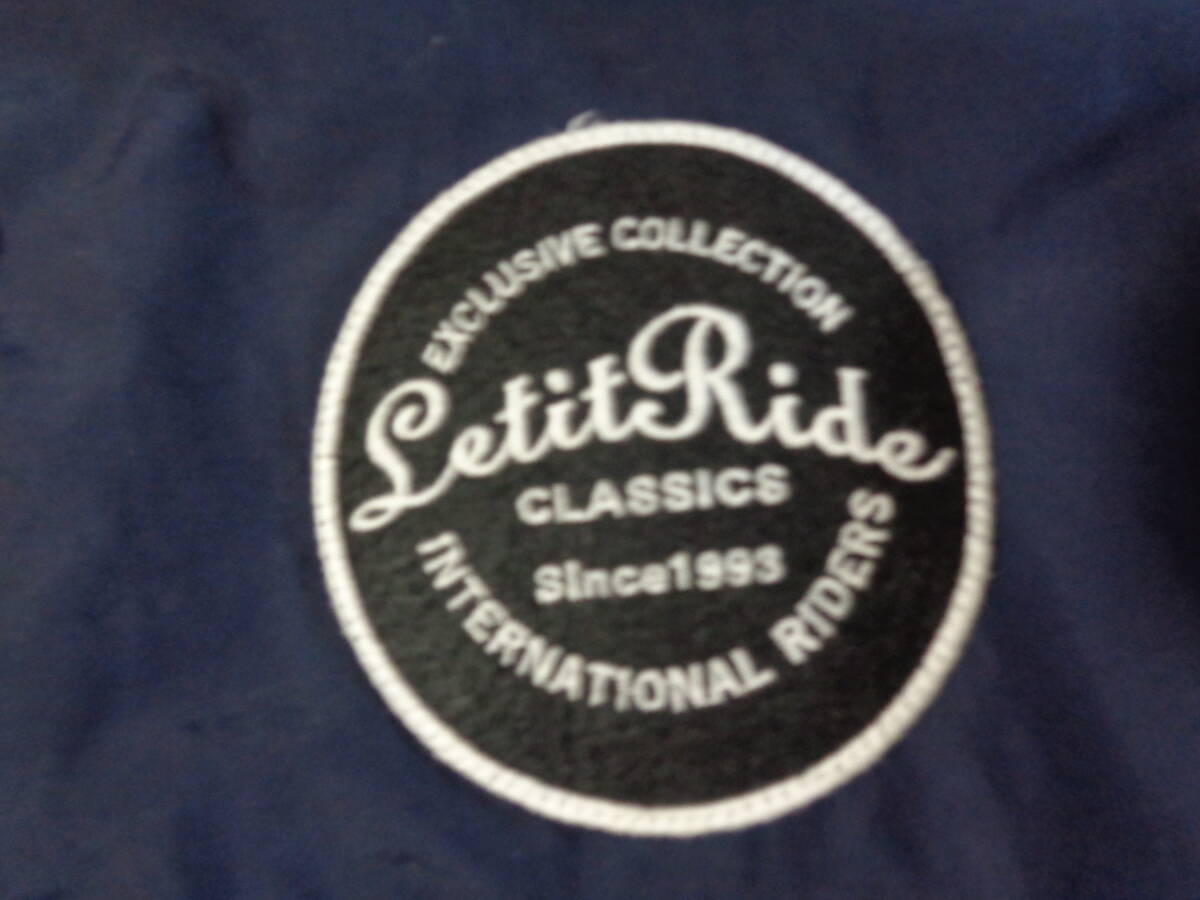 EXCLUSIVE COLLECTION
LetitRide
CLASSICS
Since1993
INTERNATIONAL RIDERS